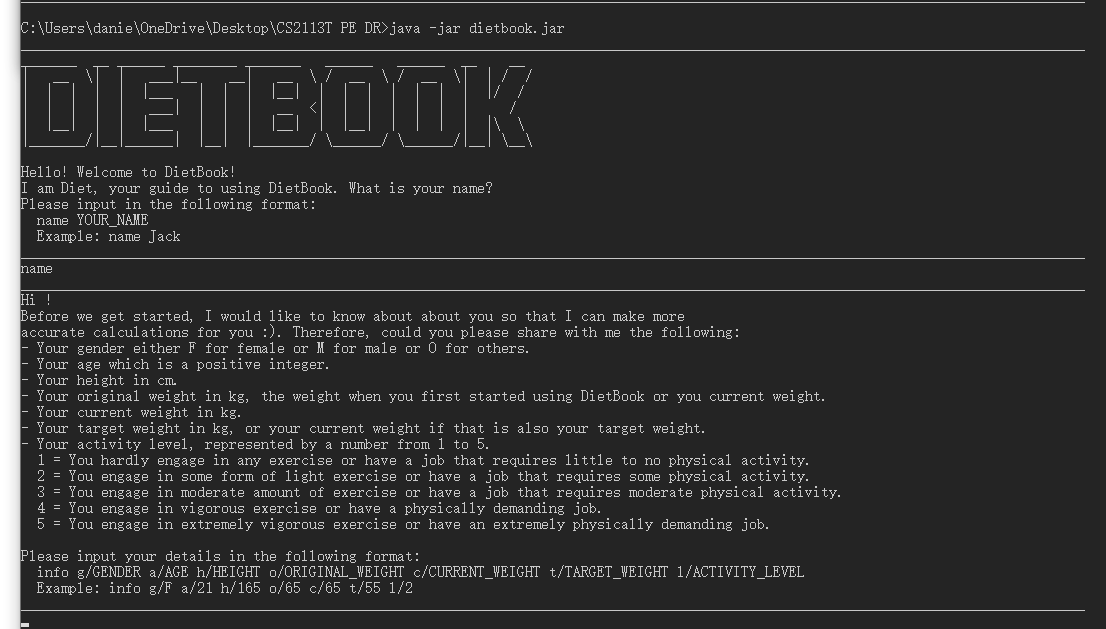 C:\Users\danie\OneDrive\Desktop\CS2113T PE DR>java -jar dietbook.jar
DIETBOOK
Hello! Welcome to DietBook!
I am Diet, your guide to using DietBook. What is your name?
Please input in the following format:
name YOUR_NAME
Example: name Jack
name
Hi !
Before we get started, I would like to know about about you so that I can make more
accurate calculations for you :). Therefore, could you please share with me the following:
- Your gender either F for female or M for male or O for others.
- Your age which is a positive integer.
- Your height in cm.
- Your original weight in kg, the weight when you first started using DietBook or you current weight.
- Your current weight in kg.
- Your target weight in kg, or your current weight if that is also your target weight.
- Your activity level, represented by a number from 1 to 5.
1 = You hardly engage in any exercise or have a job that requires little to no physical activity.
2 = You engage in some form of light exercise or have a job that requires some physical activity.
3 = You engage in moderate amount of exercise or have a job that requires moderate physical activity.
4 = You engage in vigorous exercise or have a physically demanding job.
5 = You engage in extremely vigorous exercise or have an extremely physically demanding job.
Please input your details in the following format:
info g/GENDER a/AGE h/HEIGHT o/ORIGINAL_WEIGHT c/CURRENT_WEIGHT t/TARGET_WEIGHT l/ACTIVITY_LEVEL
Example: info g/F a/21 h/165 o/65 c/65 t/55 l/2